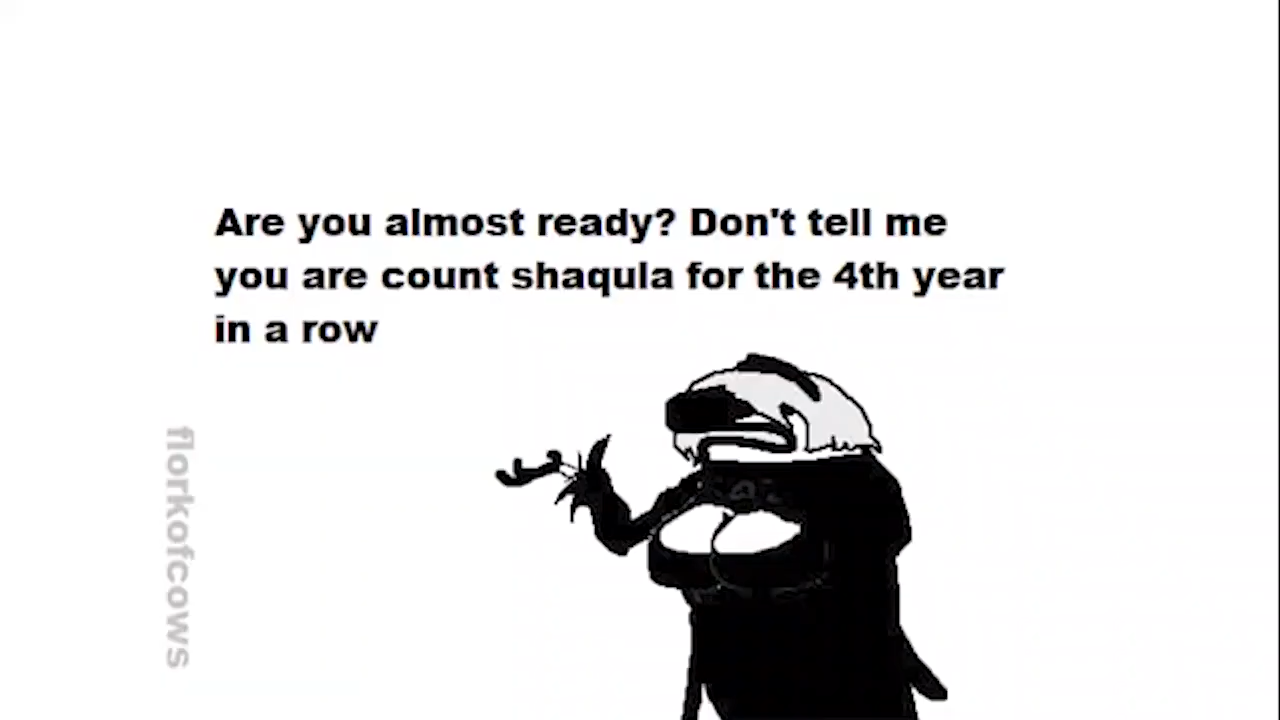 Are you almost ready? Don't tell me
you are count shaqula for the 4th year
in a row
florkofcows